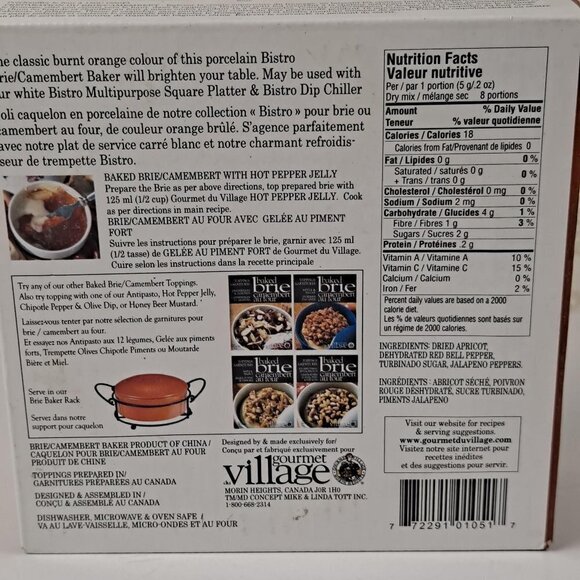 he classic burnt orange colour of this porcelain Bistro
rie/Camembert Baker will brighten your table. May be used with
ur white Bistro Multipurpose Square Platter & Bistro Dip Chiller
oli caquelon en porcelaine de notre collection « Bistro » pour brie ou
camembert au four, de couleur orange brûlé. S'agence parfaitement
avec notre plat de service carré blanc et notre charmant refroidis-
seur de trempette Bistro.
BAKED BRIE/CAMEMBERT WITH HOT PEPPER JELLY
Prepare the Brie as per above directions, top prepared brie with
125 ml (1/2 cup) Gourmet du Village HOT PEPPER JELLY. Cook
as per directions in main recipe.
BRIE/CAMEMBERT AU FOUR AVEC GELÉE AU PIMENT
FORT
Suivre les instructions pour préparer le brie, garnir avec 125 ml
(1/2 tasse) de GELÉE AU PIMENT FORT de Gourmet du Village.
Cuire selon les instructions dans la recette principale
Try any of our other Baked Brie/Camembert Toppings.
Also try topping with one of our Antipasto, Hot Pepper Jelly,
Chipotle Pepper & Olive Dip, or Honey Beer Mustard.
Laissez-vous tenter par notre sélection de garnitures pour
brie / camembert au four.
Et essayez nos Antipasto aux 12 légumes, Gelée aux piments
forts, Trempette Olives Chipotle Piments ou Moutarde
Bière et Miel.
Serve in our
Brie Baker Rack
Servez dans notre
support pour caquelon
baked
brie
camembert
au four
baked
brie
camembert
au four
baked
brie
camembert
au four
baked
brie
camembert
au four
BRIE/CAMEMBERT BAKER PRODUCT OF CHINA/
CAQUELON POUR BRIE/CAMEMBERT AU FOUR
PRODUIT DE CHINE
TOPPINGS PREPARED IN/
GARNITURES PRÉPARÉES AU CANADA
DESIGNED & ASSEMBLED IN/
CONÇU & ASSEMBLÉ AU CANADA
DISHWASHER, MICROWAVE & OVEN SAFE /
VA AU LAVE-VAISSELLE, MICRO-ONDES ET AU FOUR
Designed by & made exclusively for/
Conçu par et fabriqué exclusivement pour
gourmet
du village
MORIN HEIGHTS, CANADA J0R 1H0
TM/MD CONCEPT MIKE & LINDA TOTT INC.
1-800-668-2314
Nutrition Facts
Valeur nutritive
Per / par 1 portion (5 g/.2 oz)
Dry mix / mélange sec 8 portions
Amount % Daily Value
Teneur % valeur quotidienne
Calories / Calories 18
Calories from Fat/Provenant de lipides 0
Fat / Lipides 0 g 0 %
Saturated / saturés 0 g
+ Trans / trans 0 g 0 %
Cholesterol / Cholestérol 0 mg 0 %
Sodium / Sodium 2 mg 0 %
Carbohydrate / Glucides 4 g 1 %
Fibre / Fibres 1 g 3 %
Sugars / Sucres 2 g
Protein / Protéines .2 g
Vitamin A / Vitamine A 10 %
Vitamin C / Vitamine C 15 %
Calcium / Calcium 0 %
Iron / Fer 2 %
Percent daily values are based on a 2000
calorie diet.
Les % de valeurs quotidiennes sont basés sur
un régime de 2000 calories.
INGREDIENTS: DRIED APRICOT,
DEHYDRATED RED BELL PEPPER,
TURBINADO SUGAR, JALAPENO PEPPERS.
INGRÉDIENTS : ABRICOT SÉCHÉ, POIVRON
ROUGE DÉSHYDRATÉ, SUCRE TURBINADO,
PIMENTS JALAPENO
Visit our website for recipes
& serving suggestions.
www.gourmetduvillage.com
Visitez notre site internet pour
recettes inédites
et des suggestions pour servir.
7 72291 01051 7